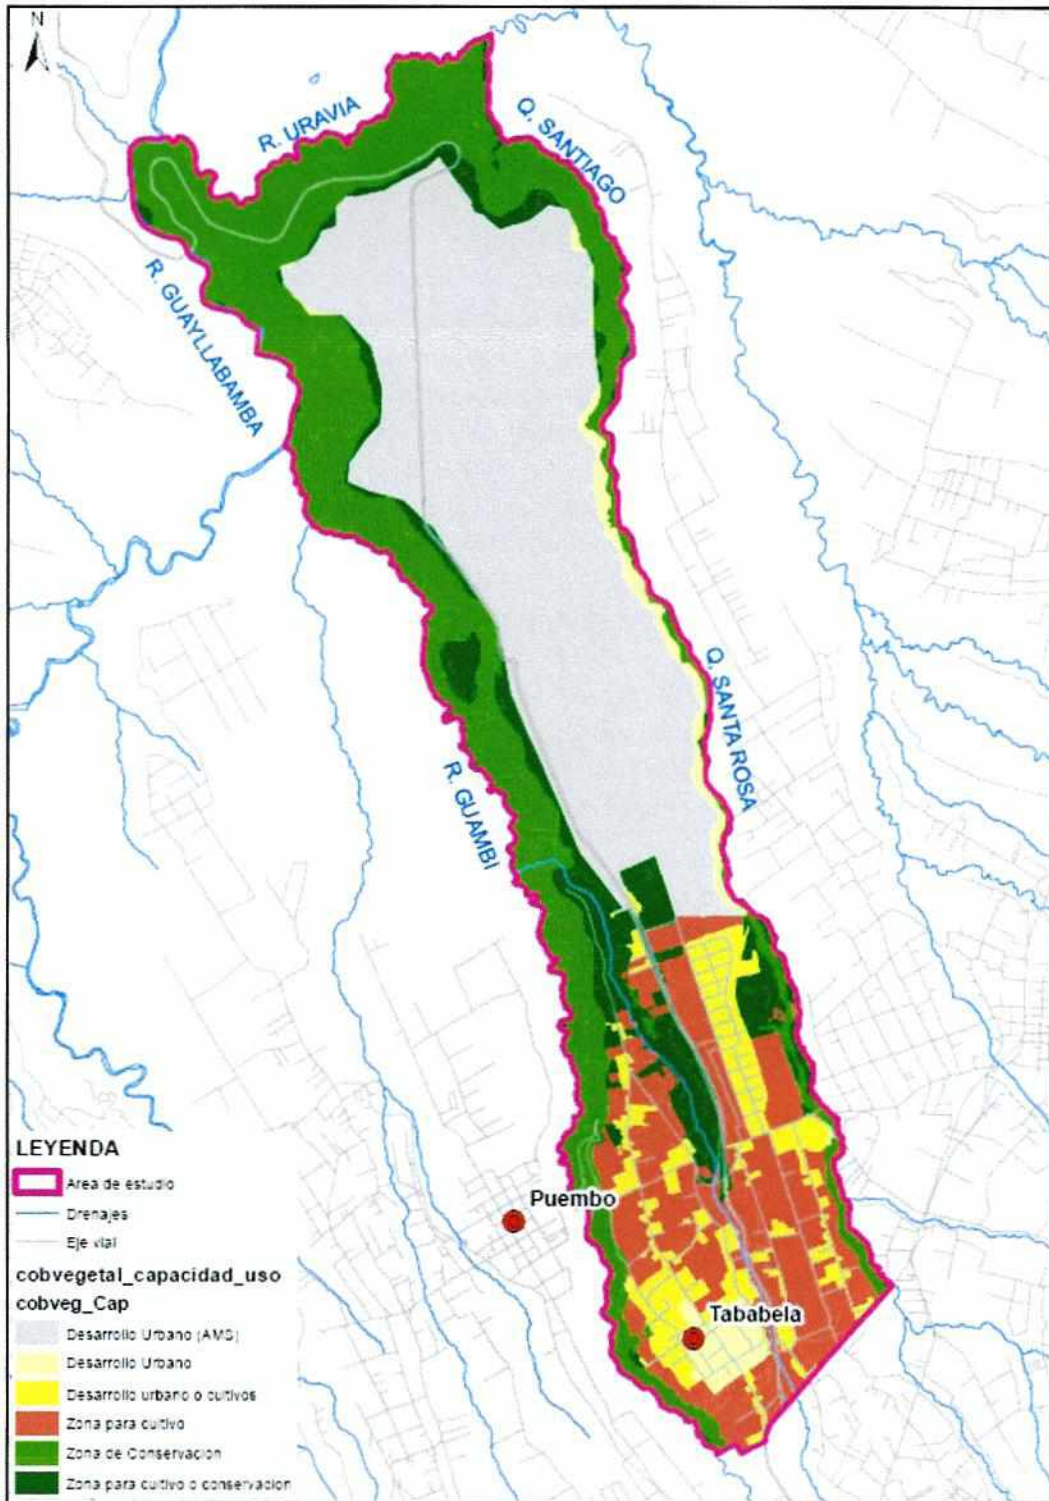 N
R. URAVIA
Q. SANTIAGO
R. GUAYLLABAMBA
Q. SANTA ROSA
R. GUAMBI
Puembo
Tababela
LEYENDA
Area de estudio
Drenajes
Eje vial
cobvegetal_capacidad_uso
cobveg_Cap
Desarrollo Urbano (AMS)
Desarrollo Urbano
Desarrollo urbano o cultivos
Zona para cultivo
Zona de Conservacion
Zona para cultivo o conservacion